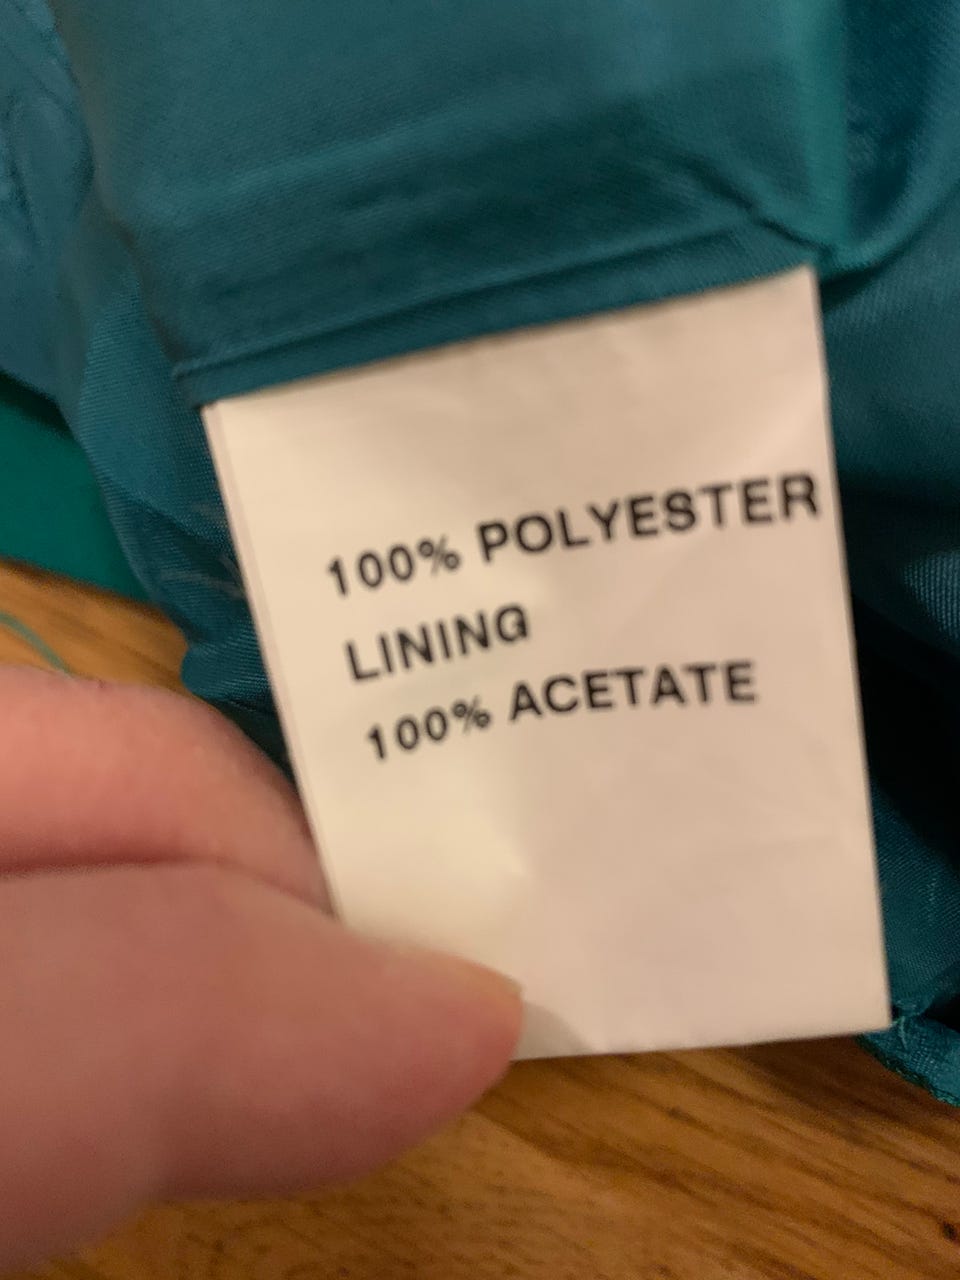 100% POLYESTER
LINING
100% ACETATE